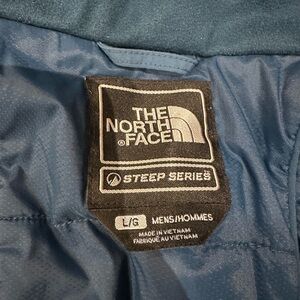 THE
NORTH
®FACE
STEEP SERIES
L/G MENS/HOMMES
MADE IN VIETNAM
FABRIQUÉ AU VIETNAM